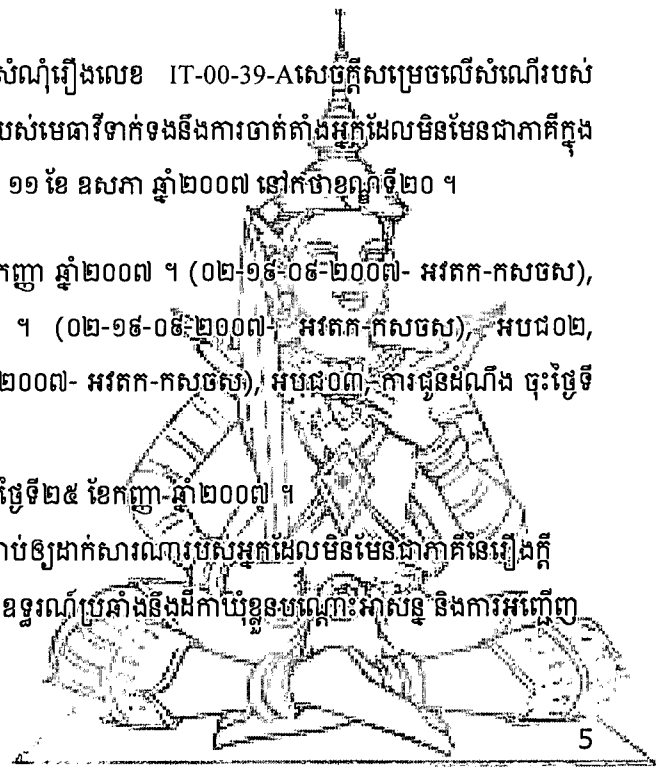 សំណុំរឿងលេខ IT-00-39-Aសេចក្តីសម្រេចលើសំណើរបស់
របស់មេធាវីទាក់ទងនឹងការចាត់តាំងអ្នកដែលមិនមែនជាភាគីក្នុង
១១ ខែ ឧសភា ឆ្នាំ២០០៧ នៅកថាខណ្ឌទី២០ ។
កញ្ញា ឆ្នាំ២០០៧ ។ (០២-១៩-០៩-២០០៧- អវតក-កសចស),
។ (០២-១៩-០៩-២០០៧- អវតក-កសចស), អបជ០២,
២០០៧- អវតក-កសចស), អបជ០៣, ការជូនដំណឹង ចុះថ្ងៃទី
ថ្ងៃទី២៥ ខែកញ្ញា ឆ្នាំ២០០៧ ។
ឲ្យដាក់សារណារបស់អ្នកដែលមិនមែនជាភាគីនៃរឿងក្តី
ឧទ្ធរណ៍ប្រឆាំងនឹងដីកាឃុំខ្លួនបណ្តោះអាសន្ន និងការអញ្ជើញ
5